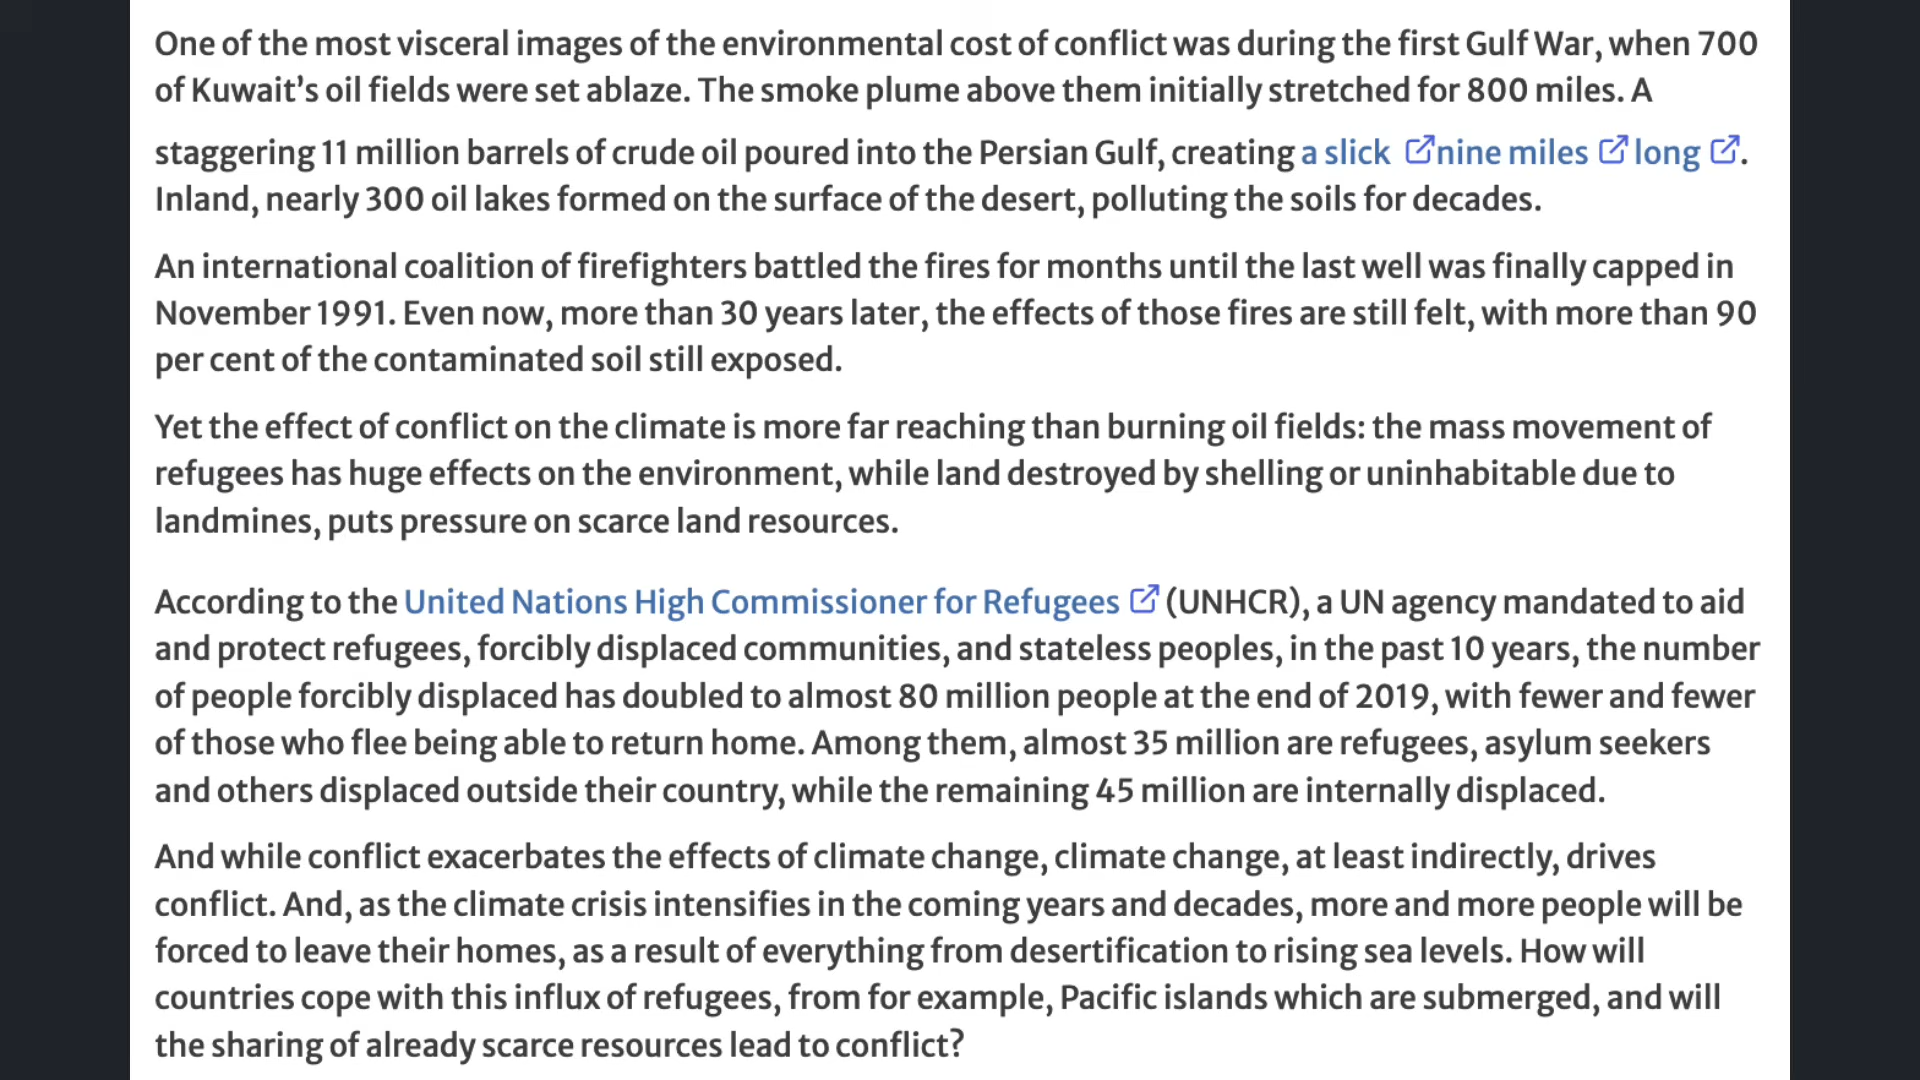 One of the most visceral images of the environmental cost of conflict was during the first Gulf War, when 700
of Kuwait’s oil fields were set ablaze. The smoke plume above them initially stretched for 800 miles. A
staggering 11 million barrels of crude oil poured into the Persian Gulf, creating a slick nine miles long.
Inland, nearly 300 oil lakes formed on the surface of the desert, polluting the soils for decades.
An international coalition of firefighters battled the fires for months until the last well was finally capped in
November 1991. Even now, more than 30 years later, the effects of those fires are still felt, with more than 90
per cent of the contaminated soil still exposed.
Yet the effect of conflict on the climate is more far reaching than burning oil fields: the mass movement of
refugees has huge effects on the environment, while land destroyed by shelling or uninhabitable due to
landmines, puts pressure on scarce land resources.
According to the United Nations High Commissioner for Refugees (UNHCR), a UN agency mandated to aid
and protect refugees, forcibly displaced communities, and stateless peoples, in the past 10 years, the number
of people forcibly displaced has doubled to almost 80 million people at the end of 2019, with fewer and fewer
of those who flee being able to return home. Among them, almost 35 million are refugees, asylum seekers
and others displaced outside their country, while the remaining 45 million are internally displaced.
And while conflict exacerbates the effects of climate change, climate change, at least indirectly, drives
conflict. And, as the climate crisis intensifies in the coming years and decades, more and more people will be
forced to leave their homes, as a result of everything from desertification to rising sea levels. How will
countries cope with this influx of refugees, from for example, Pacific islands which are submerged, and will
the sharing of already scarce resources lead to conflict?